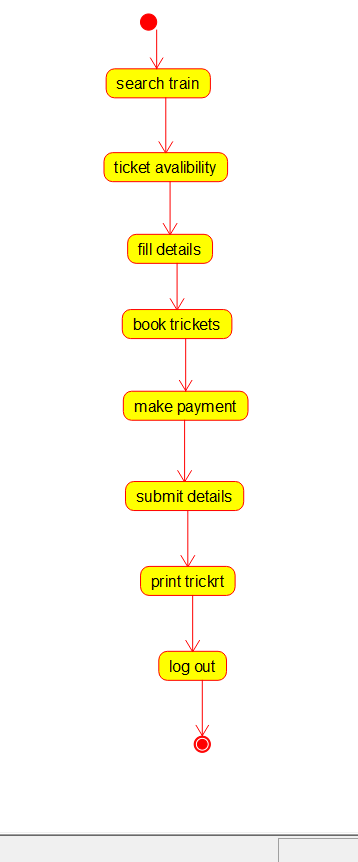 search train
ticket avalibility
fill details
book trickets
make payment
submit details
print trickrt
log out